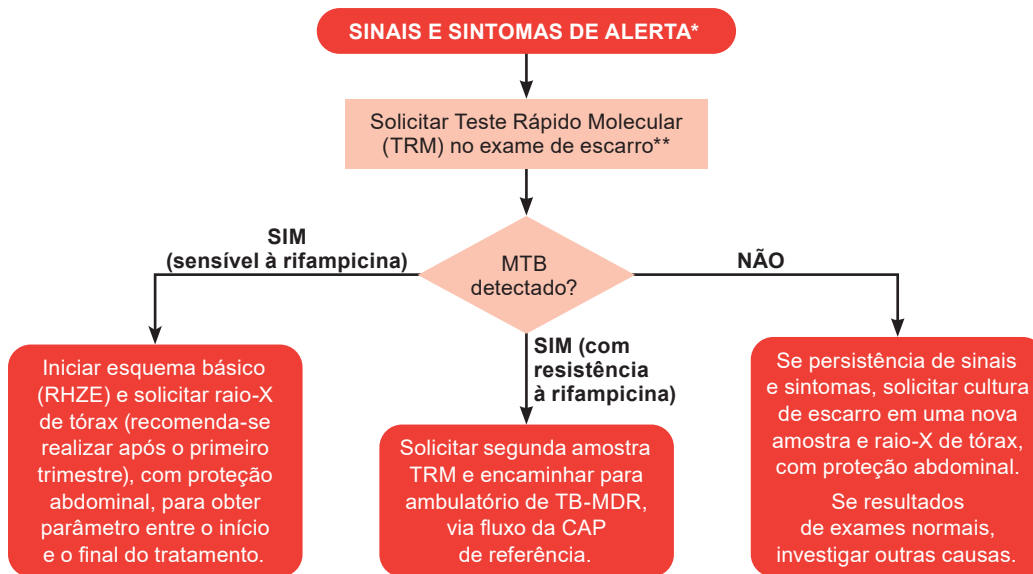 SINAIS E SINTOMAS DE ALERTA*
Solicitar Teste Rápido Molecular
(TRM) no exame de escarro**
MTB
detectado?
SIM
(sensível à rifampicina)
NÃO
SIM (com
resistência
à rifampicina)
Iniciar esquema básico
(RHZE) e solicitar raio-X
de tórax (recomenda-se
realizar após o primeiro
trimestre), com proteção
abdominal, para obter
parâmetro entre o início
e o final do tratamento.
Solicitar segunda amostra
TRM e encaminhar para
ambulatório de TB-MDR,
via fluxo da CAP
de referência.
Se persistência de sinais
e sintomas, solicitar cultura
de escarro em uma nova
amostra e raio-X de tórax,
com proteção abdominal.
Se resultados
de exames normais,
investigar outras causas.